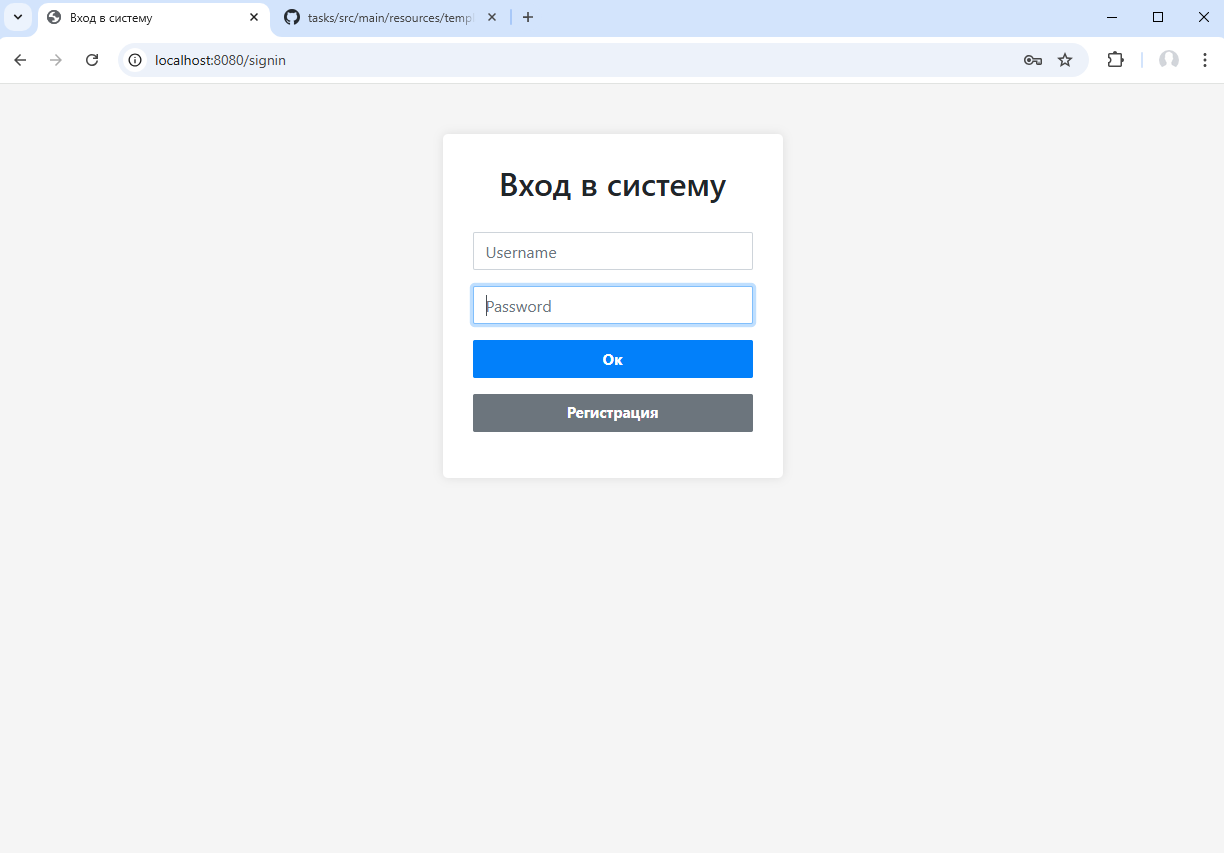 Вход в систему
tasks/src/main/resources/temp
localhost:8080/signin
Вход в систему
Username
Password
Ок
Регистрация